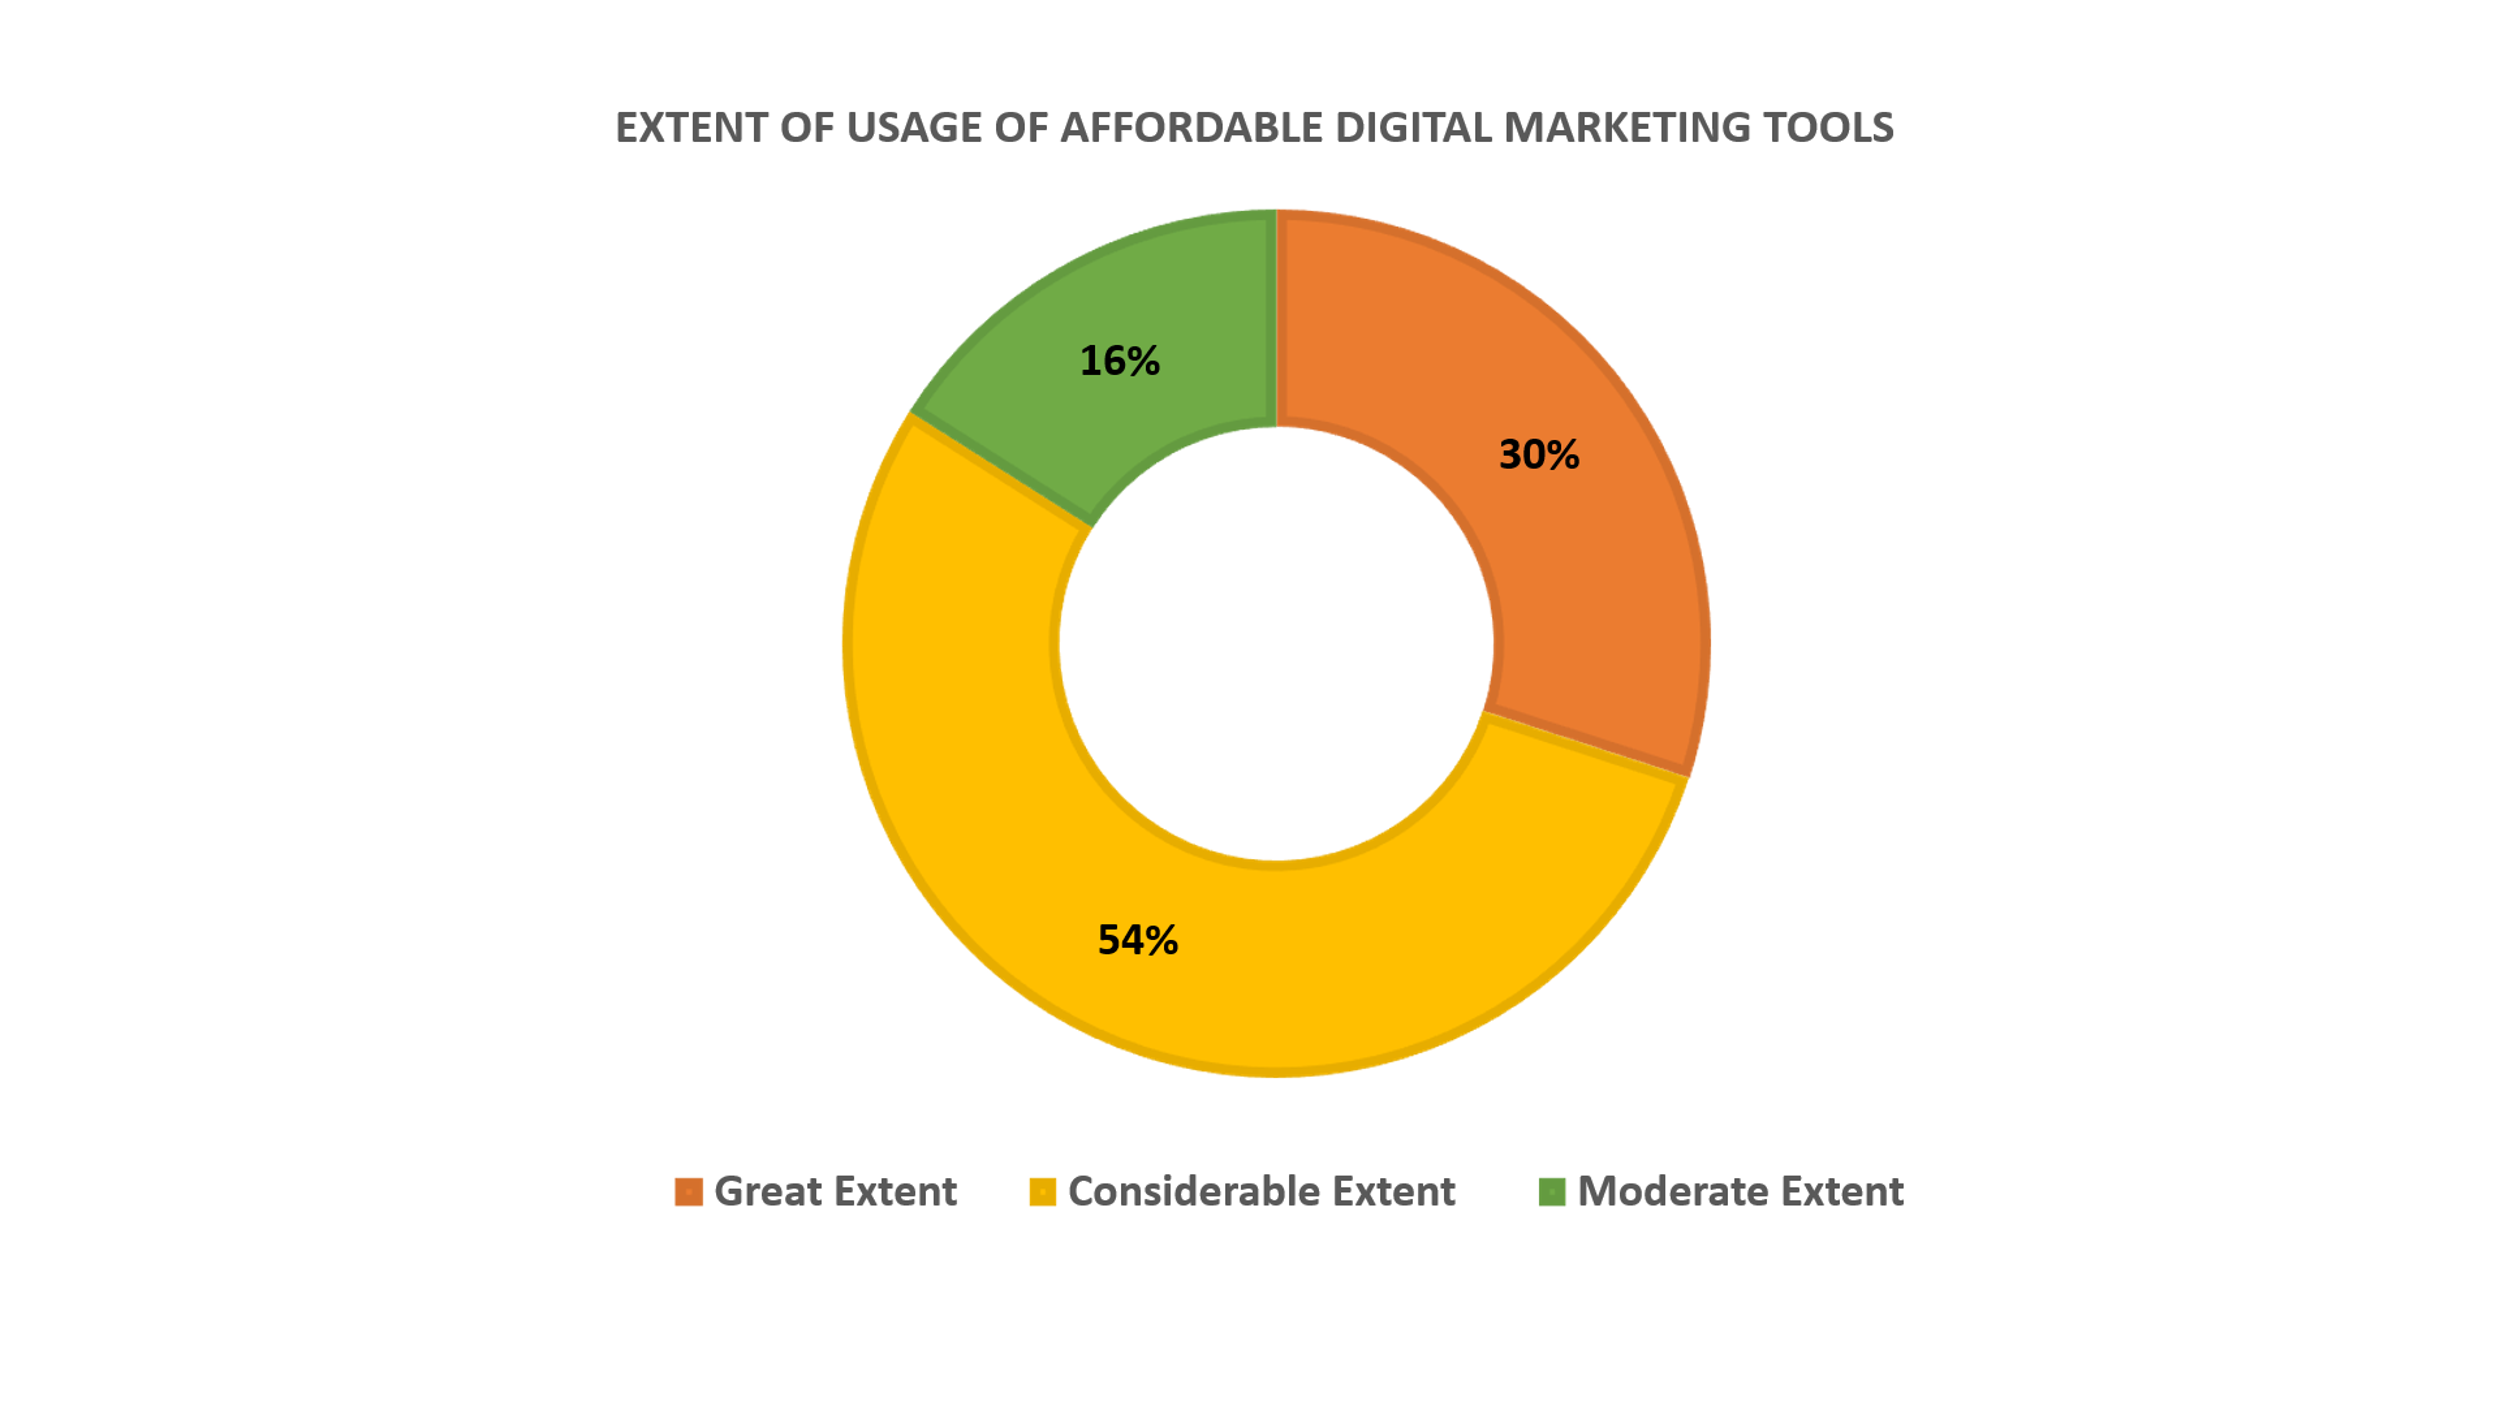 EXTENT OF USAGE OF AFFORDABLE DIGITAL MARKETING TOOLS
16%
30%
54%
Great Extent
Considerable Extent
Moderate Extent